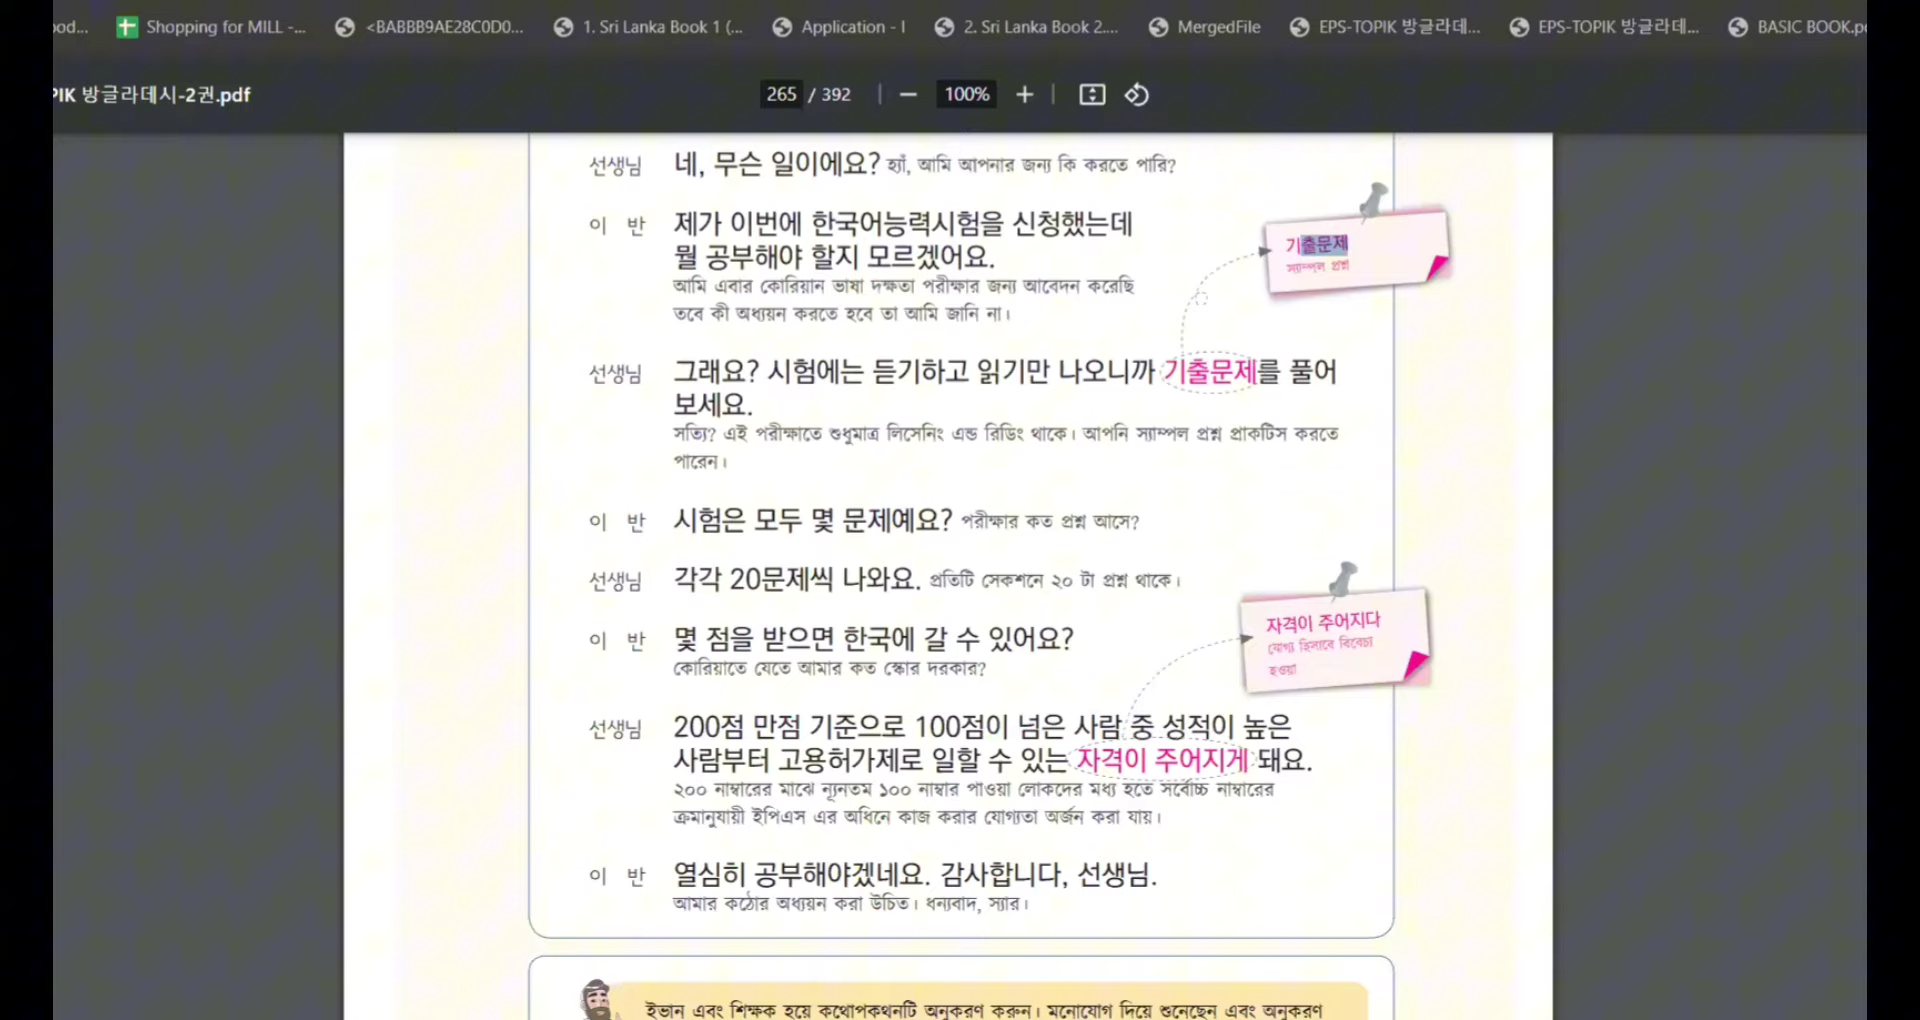 Shopping for MILL -...
<BABBB9AE28C0D0...
1. Sri Lanka Book 1 (...
Application - I
2. Sri Lanka Book 2....
MergedFile
EPS-TOPIK 방글라데...
EPS-TOPIK 방글라데...
BASIC BOOK.pd
PIK 방글라데시-2권.pdf
265 / 392
100%
선생님 네, 무슨 일이에요? হ্যাঁ, আমি আপনার জন্য কি করতে পারি?
이 반 제가 이번에 한국어능력시험을 신청했는데
뭘 공부해야 할지 모르겠어요.
আমি এবার কোরিয়ান ভাষা দক্ষতা পরীক্ষার জন্য আবেদন করেছি
তবে কী অধ্যয়ন করতে হবে তা আমি জানি না।
기출문제
স্যাম্পল প্রশ্ন
선생님 그래요? 시험에는 듣기하고 읽기만 나오니까 기출문제를 풀어
보세요.
সত্যি? এই পরীক্ষাতে শুধুমাত্র লিসেনিং এন্ড রিডিং থাকে। আপনি স্যাম্পল প্রশ্ন প্রাকটিস করতে
পারেন।
이 반 시험은 모두 몇 문제예요? পরীক্ষার কত প্রশ্ন আসে?
선생님 각각 20문제씩 나와요. প্রতিটি সেকশনে ২০ টা প্রশ্ন থাকে।
이 반 몇 점을 받으면 한국에 갈 수 있어요?
কোরিয়াতে যেতে আমার কত স্কোর দরকার?
자격이 주어지다
যোগ্য হিসাবে বিবেচ্য
হওয়া
선생님 200점 만점 기준으로 100점이 넘은 사람 중 성적이 높은
사람부터 고용허가제로 일할 수 있는 자격이 주어지게 돼요.
২০০ নাম্বারের মাঝে ন্যূনতম ১০০ নাম্বার পাওয়া লোকদের মধ্য হতে সর্বোচ্চ নাম্বারের
ক্রমানুযায়ী ইপিএস এর অধিনে কাজ করার যোগ্যতা অর্জন করা যায়।
이 반 열심히 공부해야겠네요. 감사합니다, 선생님.
আমার কঠোর অধ্যয়ন করা উচিত। ধন্যবাদ, স্যার।
ইভান এবং শিক্ষক হয়ে কথোপকথনটি অনুকরণ করুন। মনোযোগ দিয়ে শুনেছেন এবং অনুকরণ